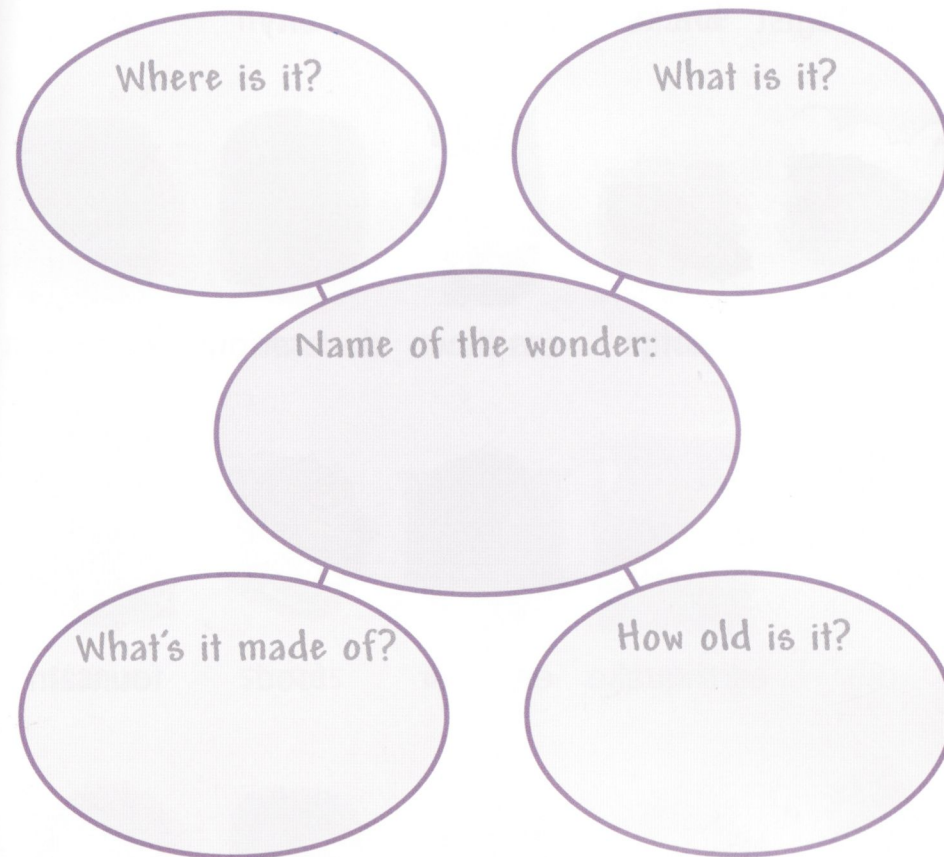 Where is it?
What is it?
Name of the wonder:
What's it made of?
How old is it?